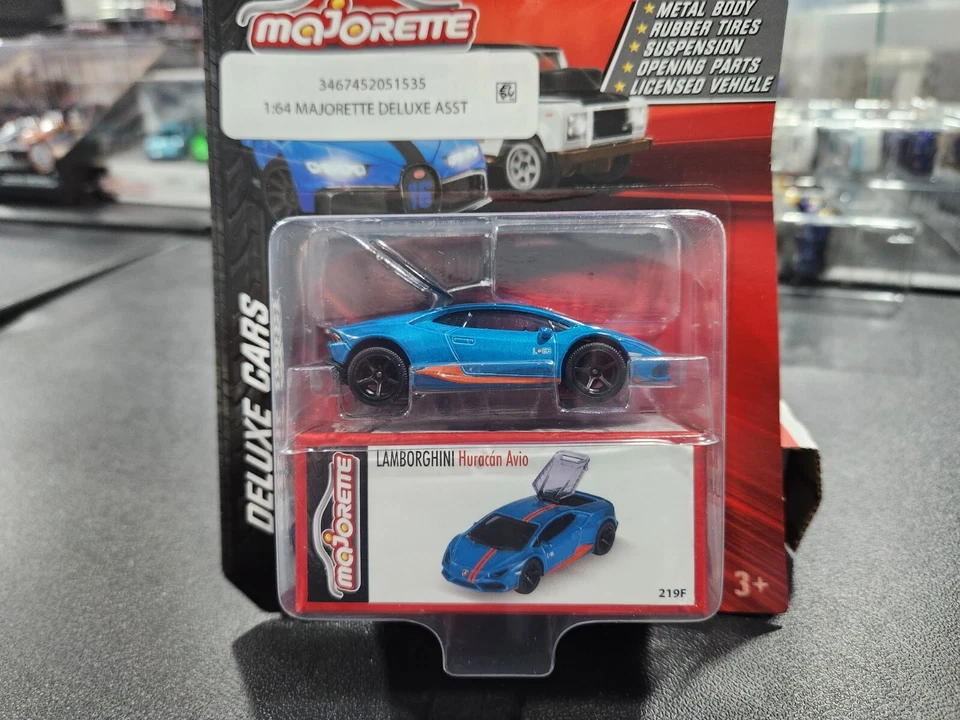 MAJORETTE
★ METAL BODY
★ RUBBER TIRES
★ SUSPENSION
★ OPENING PARTS
★ LICENSED VEHICLE
3467452051535
1:64 MAJORETTE DELUXE ASST
16
DELUXE CARS
MAJORETTE
LAMBORGHINI Huracán Avio
219F
3+